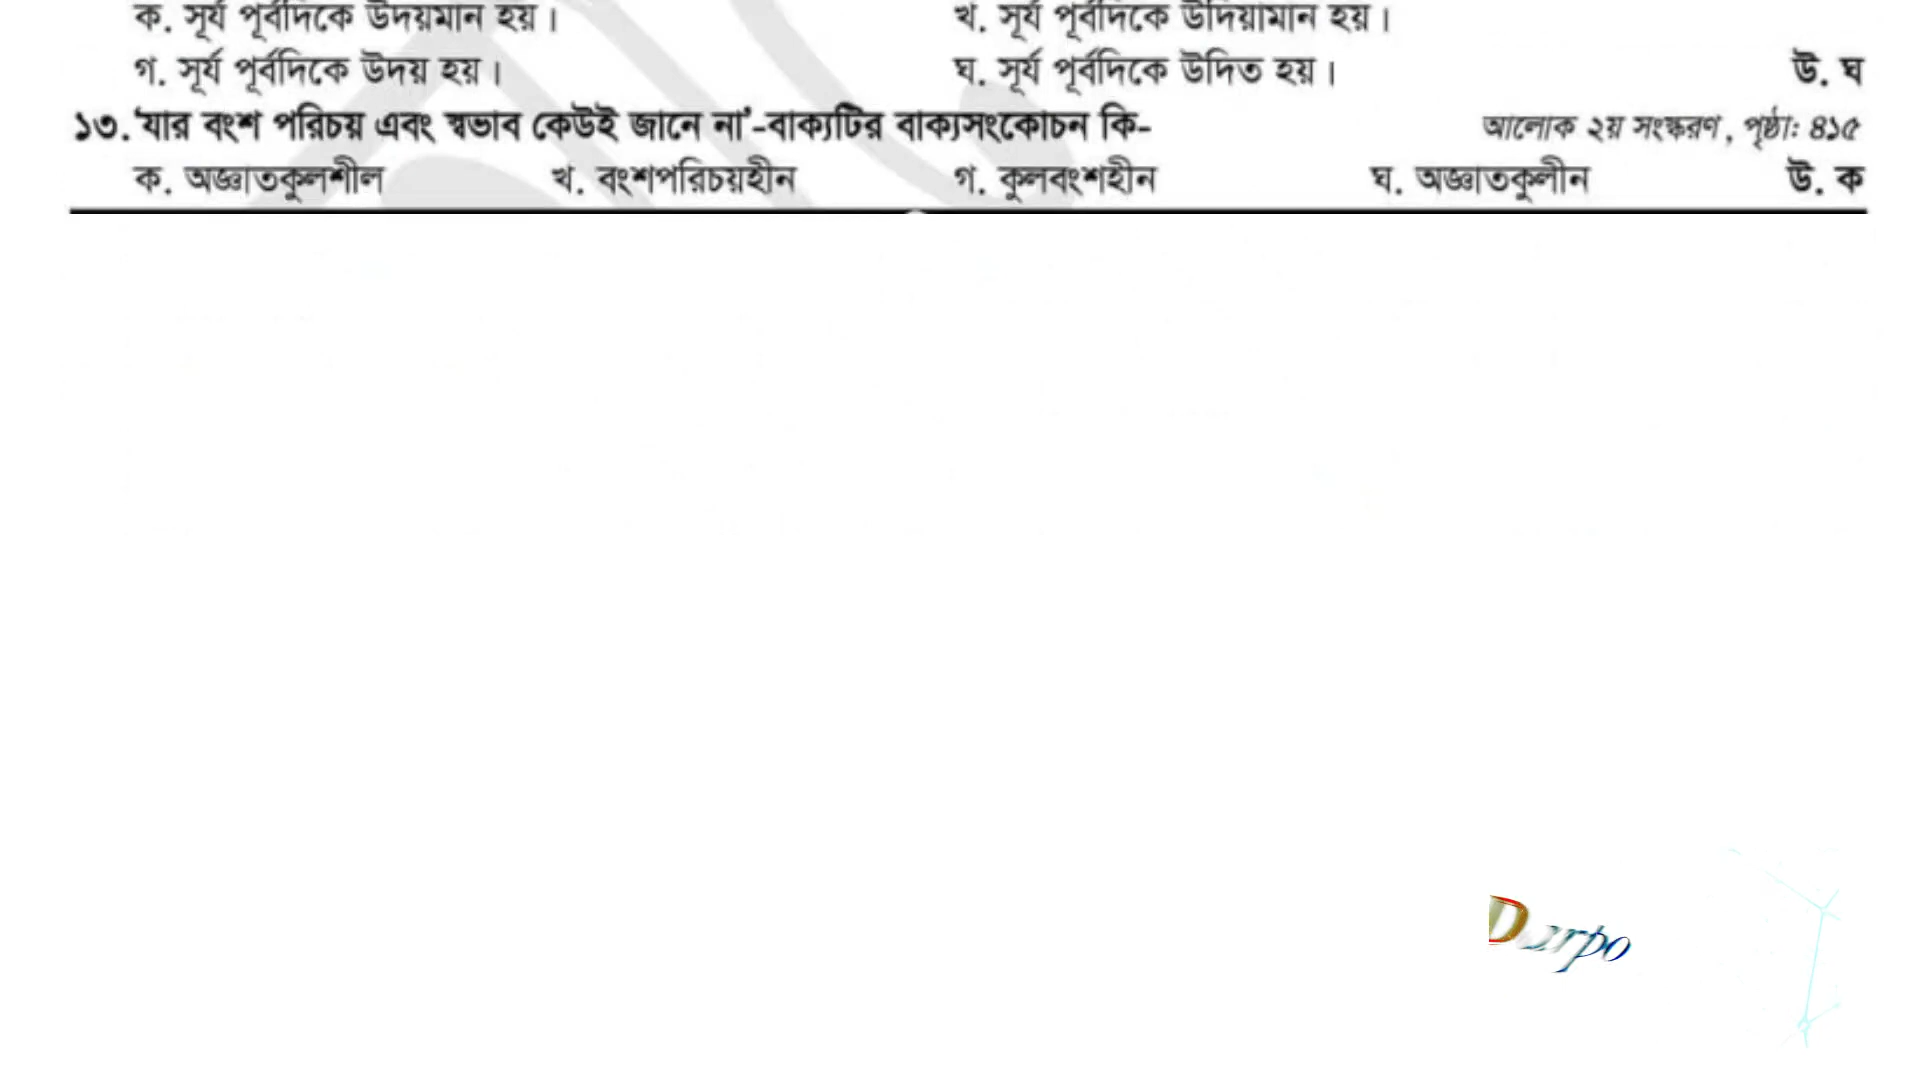 ক. সূর্য পূর্বদিকে উদয়মান হয়।	খ. সূর্য পূর্বদিকে উদিয়ামান হয়।
গ. সূর্য পূর্বদিকে উদয় হয়।	ঘ. সূর্য পূর্বদিকে উদিত হয়।	উ. ঘ
১৩. ‘যার বংশ পরিচয় এবং স্বভাব কেউই জানে না’-বাক্যটির বাক্যসংকোচন কি-	আলোক ২য় সংস্করণ, পৃষ্ঠা: ৪১৫
ক. অজ্ঞাতকুলশীল	খ. বংশপরিচয়হীন	গ. কুলবংশহীন	ঘ. অজ্ঞাতকুলীন	উ. ক